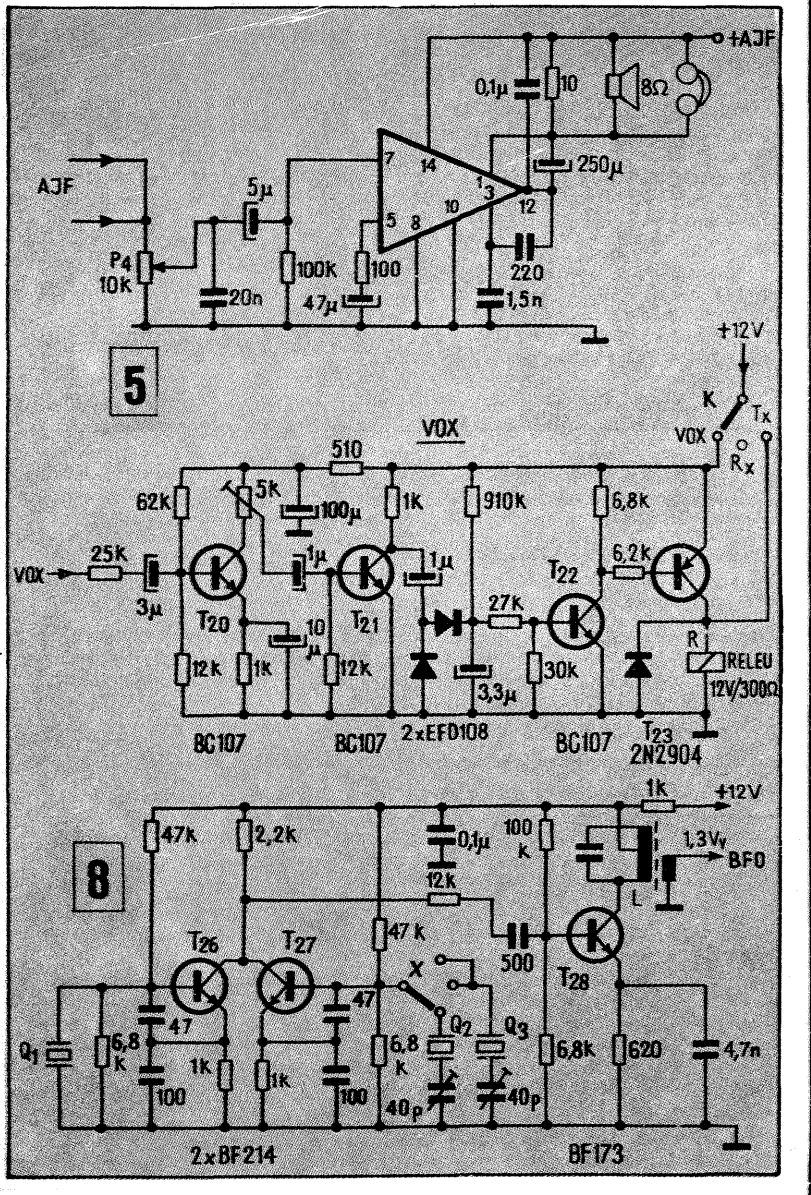 +AJF
0,1µ
10
8Ω
7
14
AJF
5µ
1
3
250µ
5
8
10
12
P4
10k
100k
100
220
20n
47µ
1,5n
5
+12V
K
Tx
VOX
VOX
Rx
510
62k
5k
100µ
1k
910k
6,8k
25k
VOX
1µ
1µ
T22
6,2k
3µ
T20
T21
27k
10
µ
R
RELEU
12V/300Ω
12k
1k
12k
3,3µ
30k
2xEFD108
T23
2N2904
BC107
BC107
BC107
1k
+12V
47k
2,2k
0,1µ
100
k
1,3Vv
BFO
8
12k
L
T26
T27
47k
X
500
T28
47
47
Q1
6,8
k
6,8
k
Q2
Q3
6,8k
620
4,7n
100
1k
1k
100
40p
40p
2xBF214
BF173